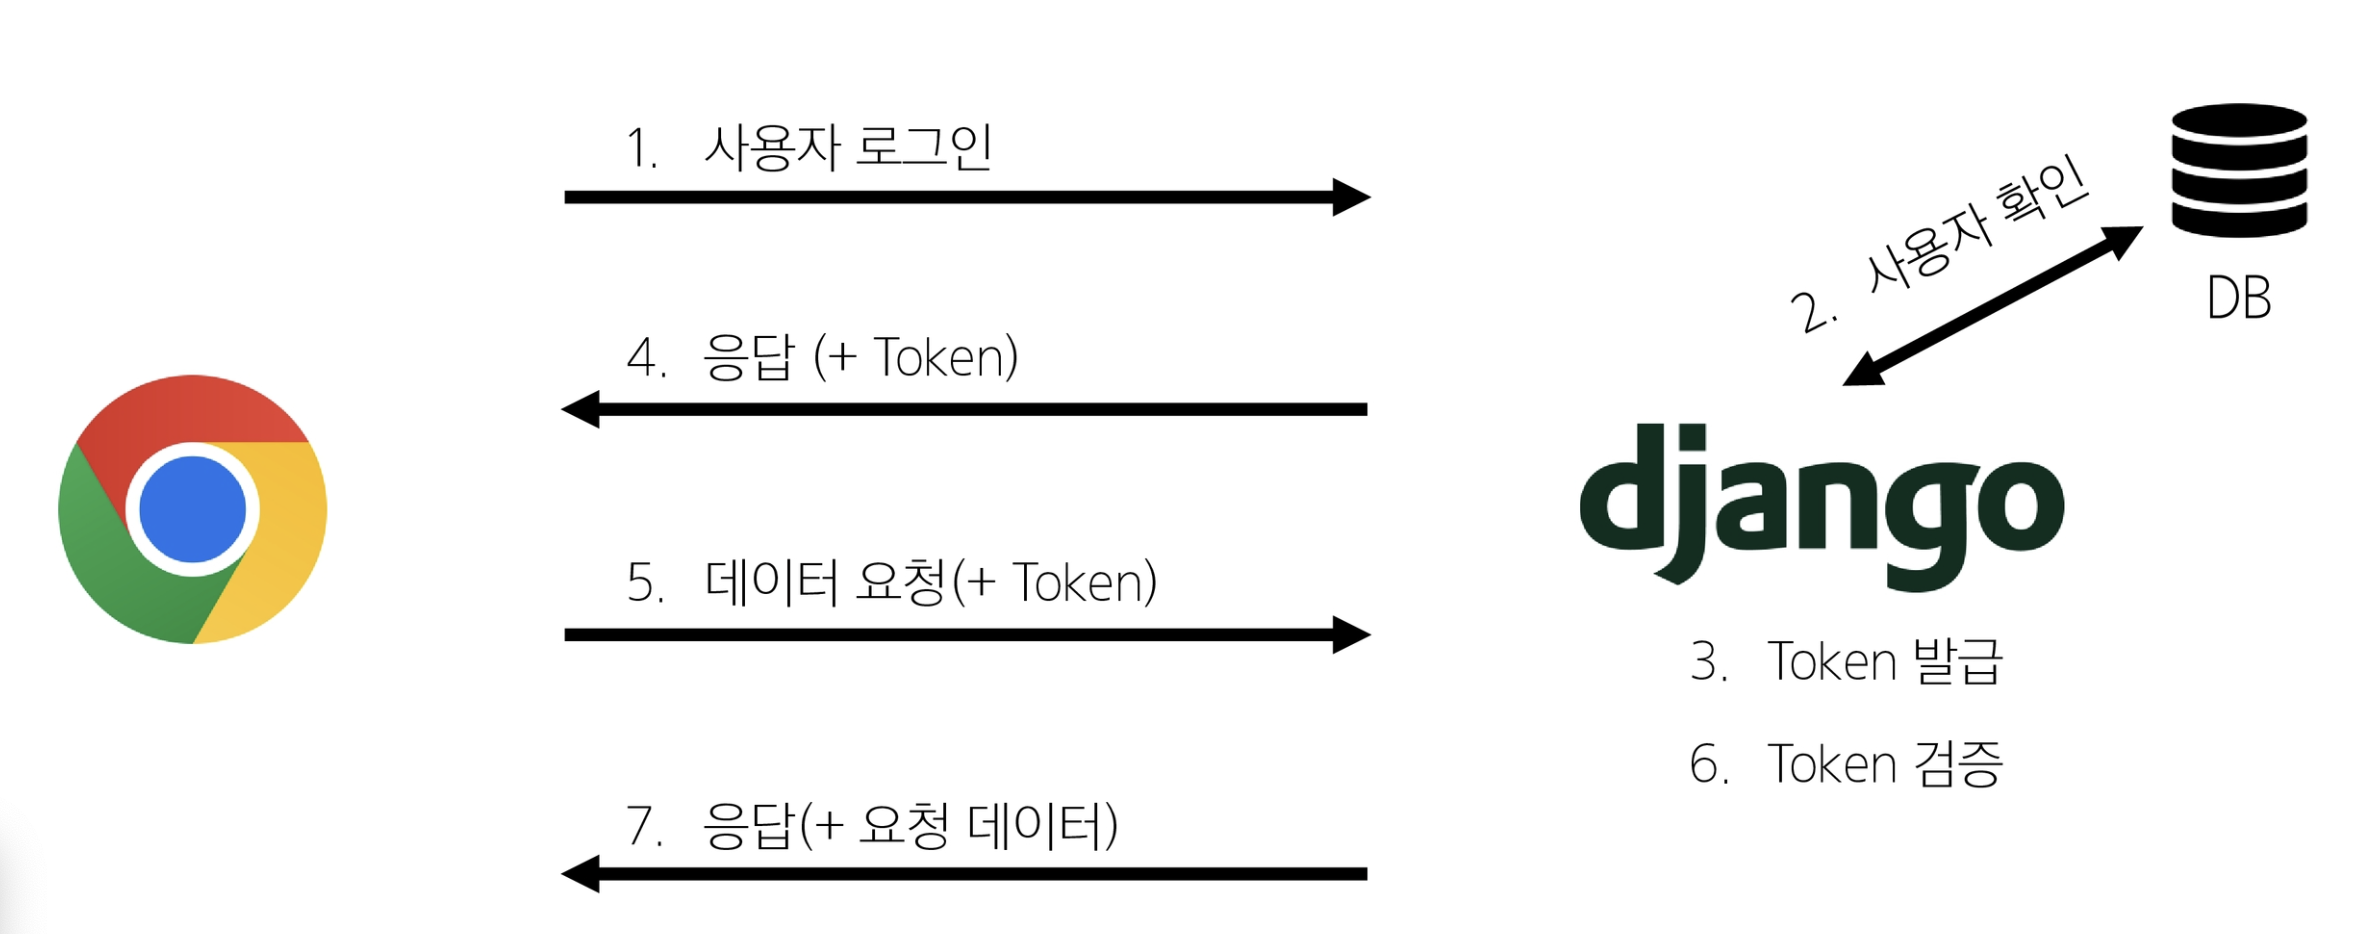 1. 사용자 로그인
2. 사용자 확인
DB
4. 응답 (+ Token)
django
5. 데이터 요청(+ Token)
3. Token 발급
6. Token 검증
7. 응답(+ 요청 데이터)